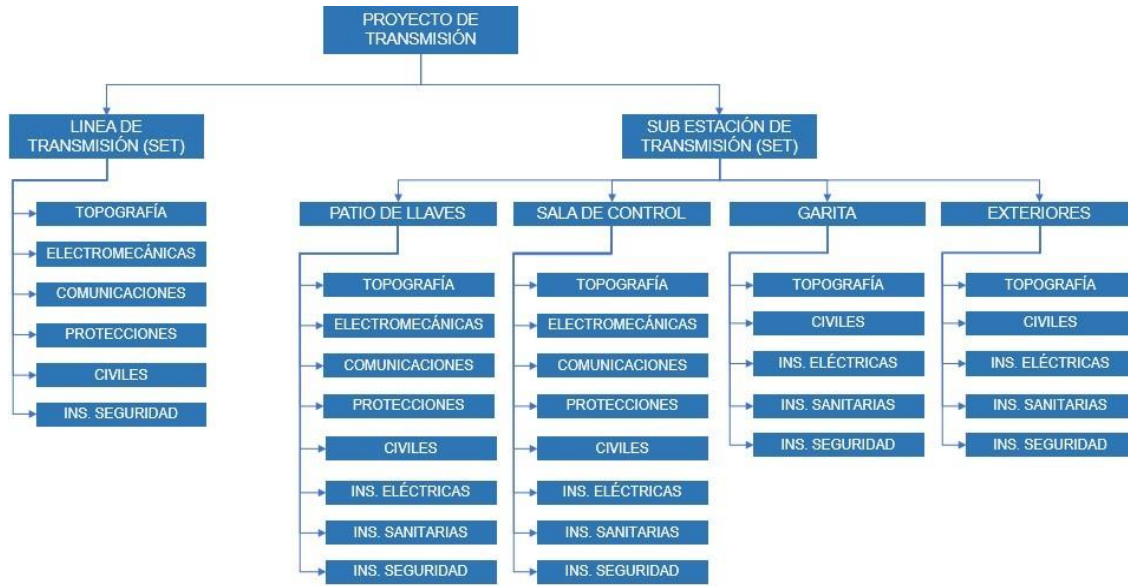 PROYECTO DE
TRANSMISIÓN
LINEA DE
TRANSMISIÓN (SET)
SUB ESTACIÓN DE
TRANSMISIÓN (SET)
TOPOGRAFÍA
ELECTROMECÁNICAS
COMUNICACIONES
PROTECCIONES
CIVILES
INS. SEGURIDAD
PATIO DE LLAVES
TOPOGRAFÍA
ELECTROMECÁNICAS
COMUNICACIONES
PROTECCIONES
CIVILES
INS. ELÉCTRICAS
INS. SANITARIAS
INS. SEGURIDAD
SALA DE CONTROL
TOPOGRAFÍA
ELECTROMECÁNICAS
COMUNICACIONES
PROTECCIONES
CIVILES
INS. ELÉCTRICAS
INS. SANITARIAS
INS. SEGURIDAD
GARITA
TOPOGRAFÍA
CIVILES
INS. ELÉCTRICAS
INS. SANITARIAS
INS. SEGURIDAD
EXTERIORES
TOPOGRAFÍA
CIVILES
INS. ELÉCTRICAS
INS. SANITARIAS
INS. SEGURIDAD